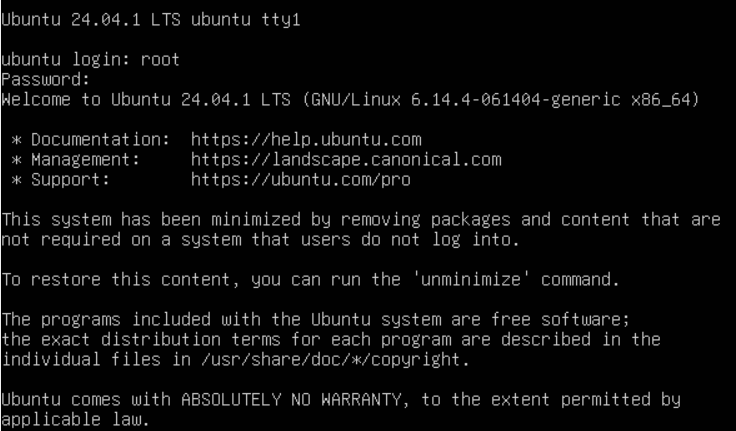 Ubuntu 24.04.1 LTS ubuntu tty1
ubuntu login: root
Password:
Welcome to Ubuntu 24.04.1 LTS (GNU/Linux 6.14.4-061404-generic x86_64)
* Documentation:  https://help.ubuntu.com
* Management:     https://landscape.canonical.com
* Support:        https://ubuntu.com/pro
This system has been minimized by removing packages and content that are
not required on a system that users do not log into.
To restore this content, you can run the 'unminimize' command.
The programs included with the Ubuntu system are free software;
the exact distribution terms for each program are described in the
individual files in /usr/share/doc/*/copyright.
Ubuntu comes with ABSOLUTELY NO WARRANTY, to the extent permitted by
applicable law.